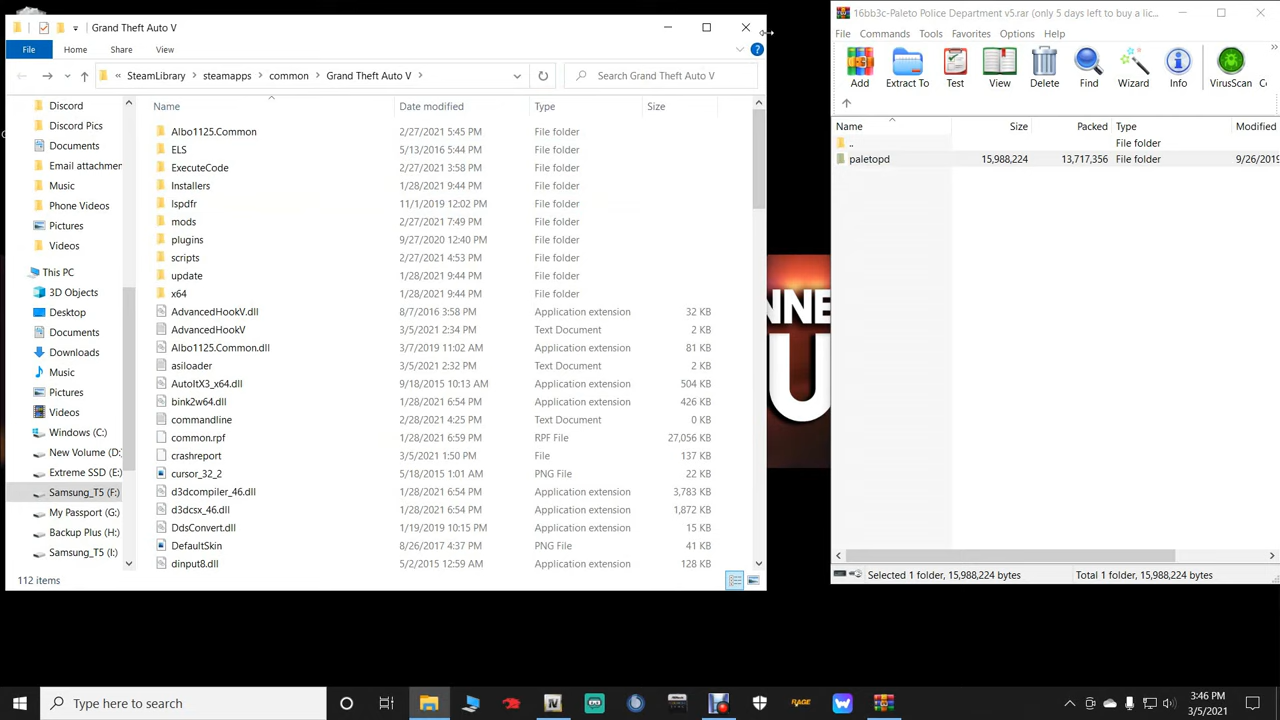 Grand Theft Auto V
File
Share
View
SteamLibrary
steamapps
common
Grand Theft Auto V
Search Grand Theft Auto V
Name
Date modified
Type
Size
Discord
Discord Pics
Documents
Email attachmen
Music
Phone Videos
Pictures
Videos
This PC
3D Objects
Desktop
Documents
Downloads
Music
Pictures
Videos
Windows (C:)
New Volume (D:
Extreme SSD (E:)
Samsung_T5 (F:)
My Passport (G:)
Backup Plus (H:)
Samsung_T5 (I:)
Albo1125.Common 2/27/2021 5:45 PM File folder
ELS 5/13/2016 5:44 PM File folder
ExecuteCode 2/27/2021 3:58 PM File folder
Installers 1/28/2021 9:44 PM File folder
lspdfr 11/1/2019 12:02 PM File folder
mods 2/27/2021 7:49 PM File folder
plugins 9/27/2020 12:40 PM File folder
scripts 2/27/2021 4:53 PM File folder
update 1/28/2021 9:44 PM File folder
x64 1/28/2021 9:44 PM File folder
AdvancedHookV.dll 8/7/2016 3:58 PM Application extension 32 KB
AdvancedHookV 3/5/2021 2:34 PM Text Document 2 KB
Albo1125.Common.dll 3/7/2019 11:02 AM Application extension 81 KB
asiloader 3/5/2021 2:32 PM Text Document 2 KB
AutoItX3_x64.dll 9/18/2015 10:13 AM Application extension 504 KB
bink2w64.dll 1/28/2021 6:54 PM Application extension 426 KB
commandline 2/28/2021 4:25 PM Text Document 0 KB
common.rpf 1/28/2021 6:59 PM RPF File 27,056 KB
crashreport 3/5/2021 1:50 PM File 137 KB
cursor_32_2 5/18/2015 1:01 AM PNG File 22 KB
d3dcompiler_46.dll 1/28/2021 6:54 PM Application extension 3,783 KB
d3dcsx_46.dll 1/28/2021 6:54 PM Application extension 1,872 KB
DdsConvert.dll 1/19/2019 10:15 PM Application extension 15 KB
DefaultSkin 8/26/2017 4:37 PM PNG File 41 KB
dinput8.dll 5/2/2015 12:59 AM Application extension 128 KB
112 items
16bb3c-Paleto Police Department v5.rar (only 5 days left to buy a lic...
File Commands Tools Favorites Options Help
Add Extract To Test View Delete Find Wizard Info VirusScan
Name Size Packed Type Modified
.. File folder
paletopd 15,988,224 13,717,356 File folder 9/26/2019
Selected 1 folder, 15,988,224 bytes
Total 1 folder, 15,988,224 bytes
NNE
U
Type here to search
RAGE
3:46 PM
3/5/2021